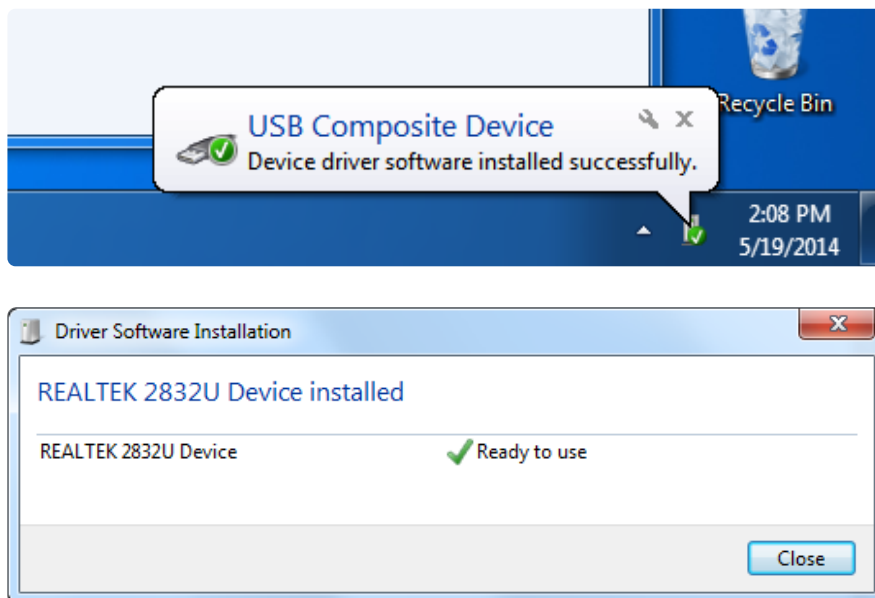 Recycle Bin
USB Composite Device
Device driver software installed successfully.
2:08 PM
5/19/2014
Driver Software Installation
REALTEK 2832U Device installed
REALTEK 2832U Device Ready to use
Close